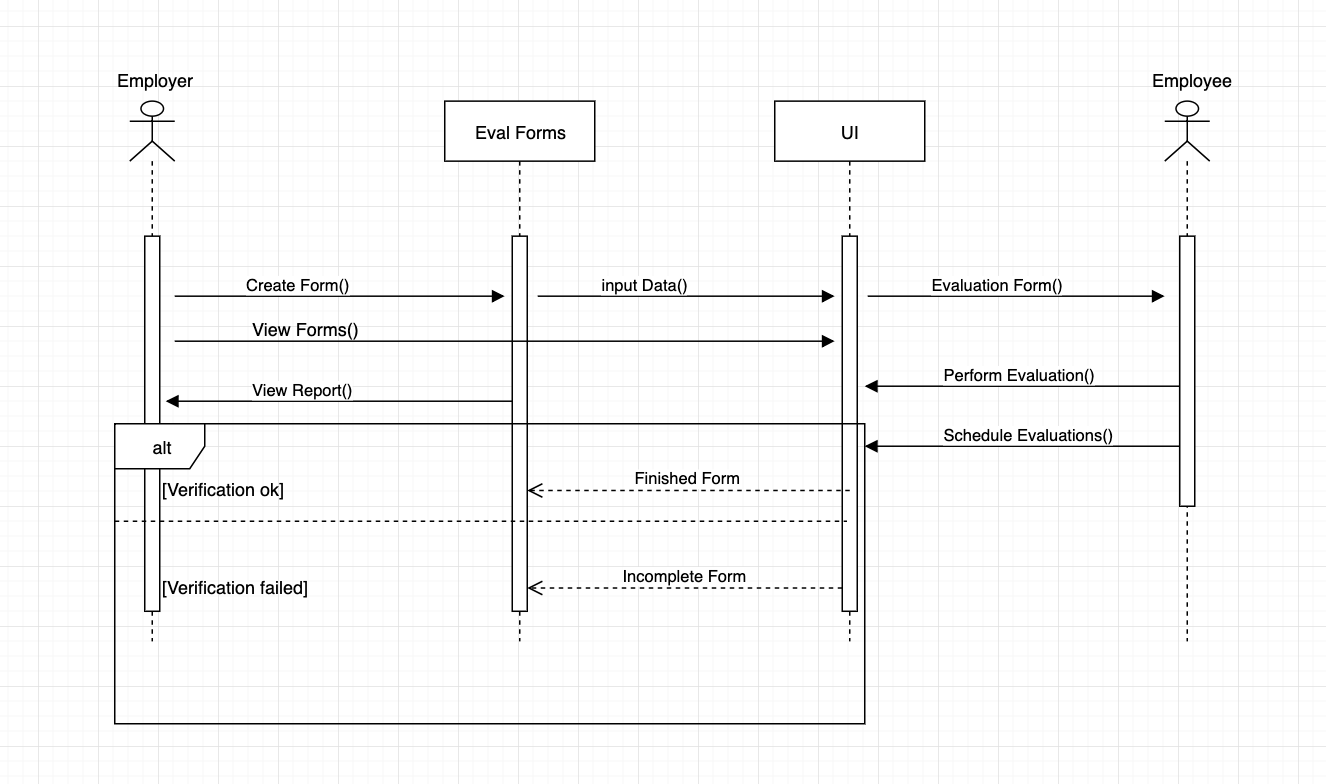 Employer
Employee
Eval Forms
UI
Create Form()
input Data()
Evaluation Form()
View Forms()
Perform Evaluation()
View Report()
Schedule Evaluations()
alt
Finished Form
[Verification ok]
Incomplete Form
[Verification failed]